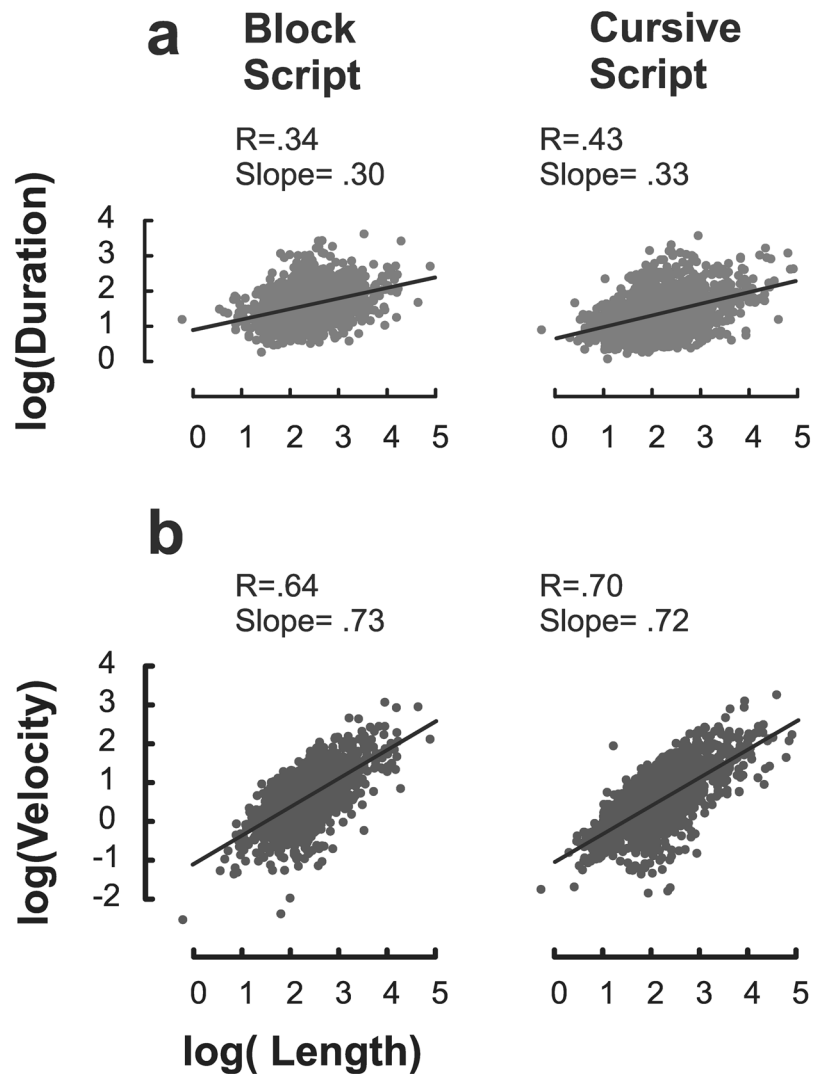 a
Block
Script
Cursive
Script
R=.34
Slope= .30
R=.43
Slope= .33
log(Duration)
4
3
2
1
0
0 1 2 3 4 5
0 1 2 3 4 5
b
R=.64
Slope= .73
R=.70
Slope= .72
log(Velocity)
4
3
2
1
0
-1
-2
0 1 2 3 4 5
0 1 2 3 4 5
log( Length)